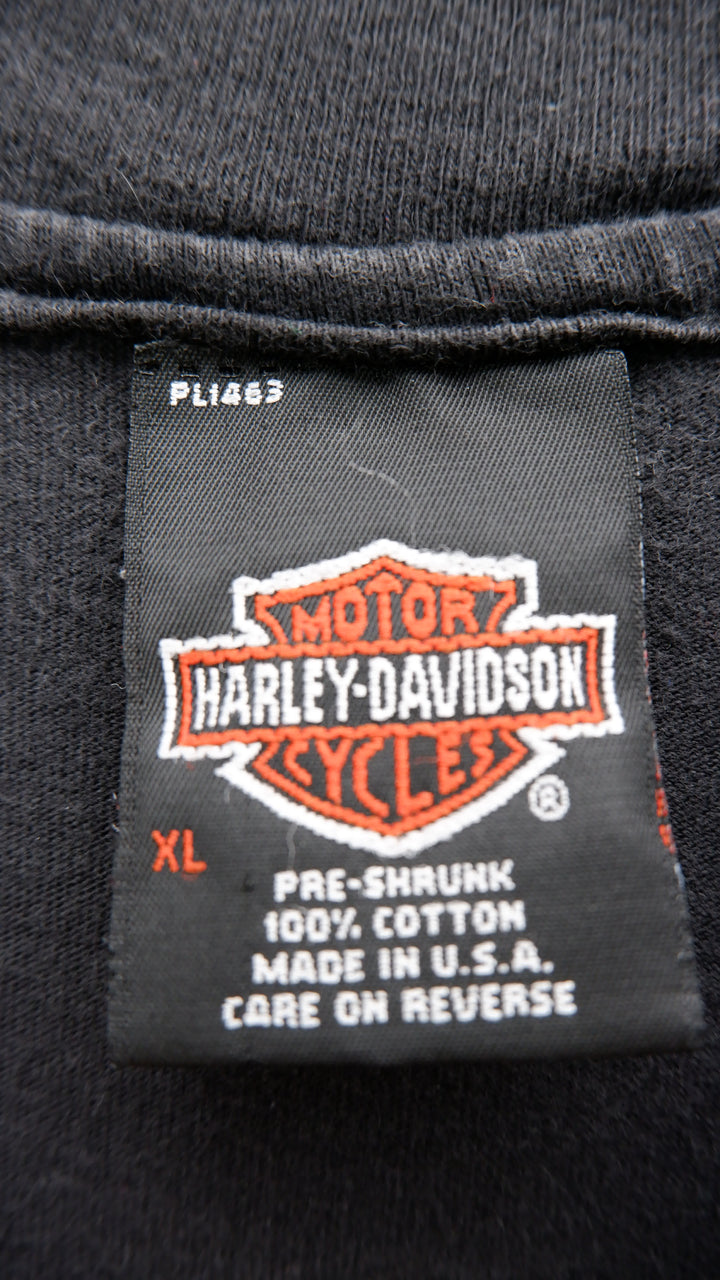 PL1463
MOTOR
HARLEY-DAVIDSON
CYCLES
®
XL
PRE-SHRUNK
100% COTTON
MADE IN U.S.A.
CARE ON REVERSE